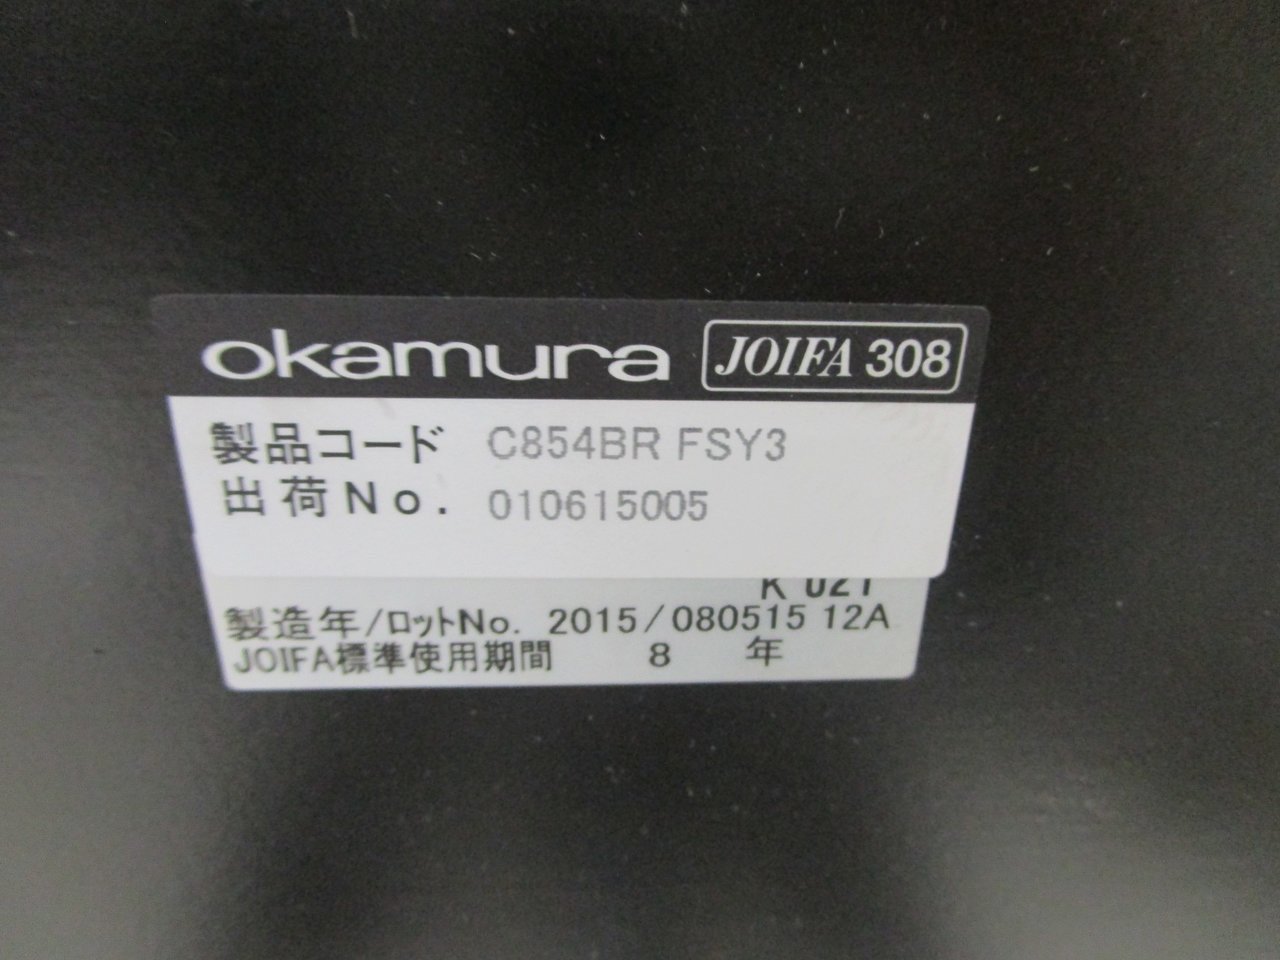 okamura JOIFA 308
製品コード C854BR FSY3
出荷No. 010615005
製造年/ロットNo. 2015/080515 12A
JOIFA標準使用期間 8 年